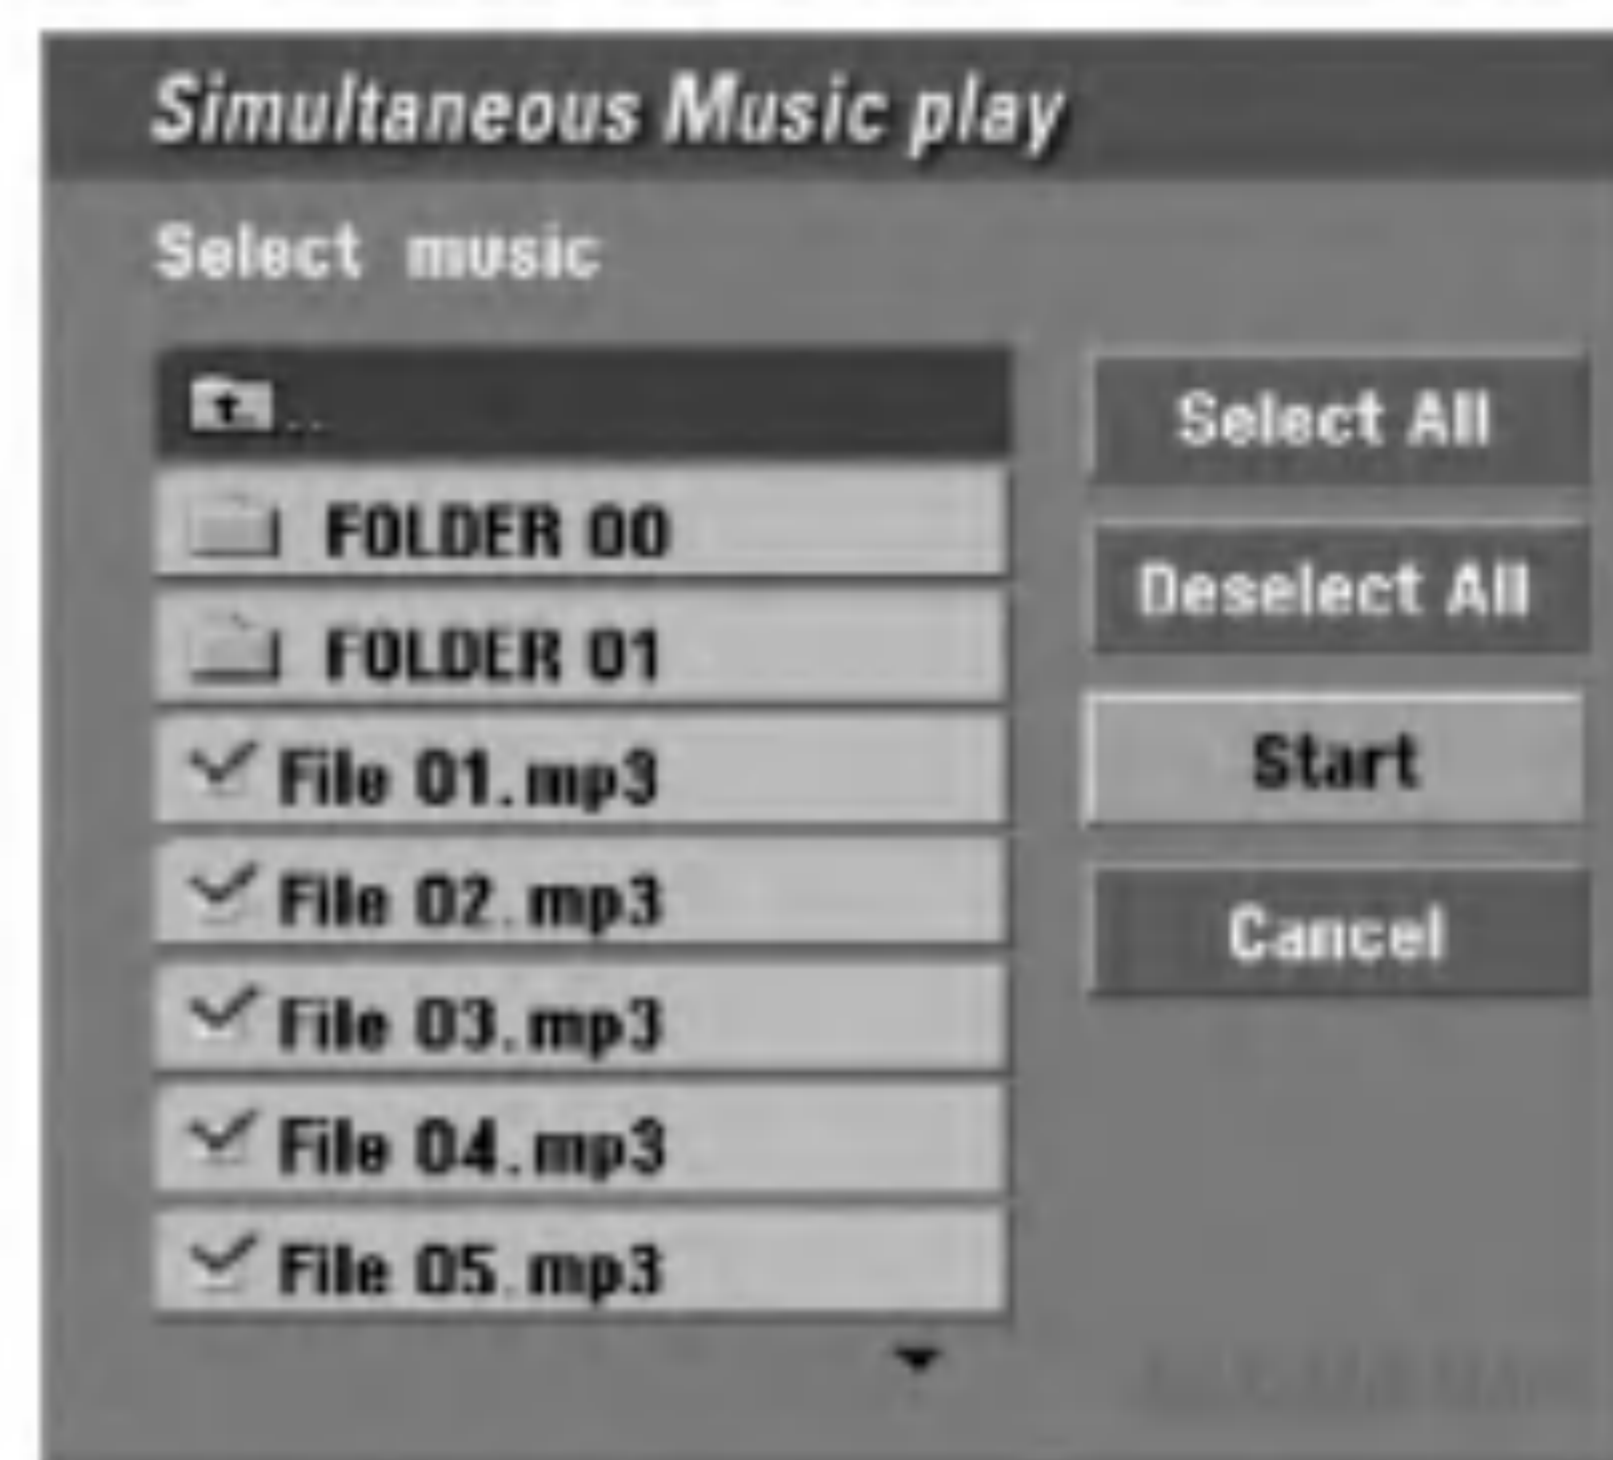 Simultaneous Music play
Select music
..
FOLDER 00
FOLDER 01
File 01.mp3
File 02.mp3
File 03.mp3
File 04.mp3
File 05.mp3
Select All
Deselect All
Start
Cancel